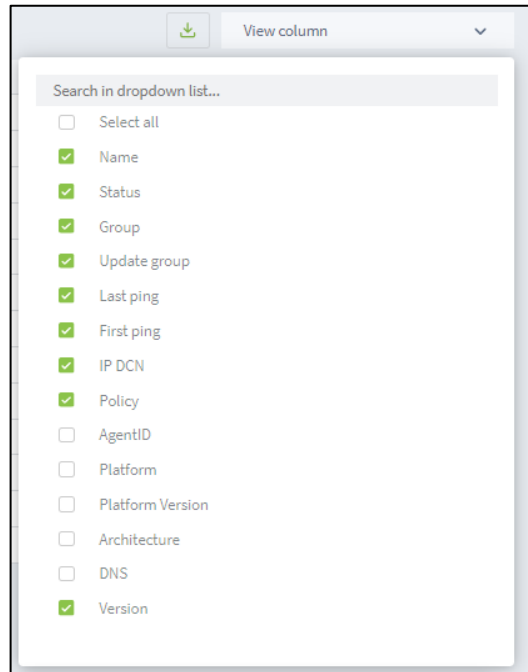 View column
Search in dropdown list...
Select all
Name
Status
Group
Update group
Last ping
First ping
IP DCN
Policy
AgentID
Platform
Platform Version
Architecture
DNS
Version